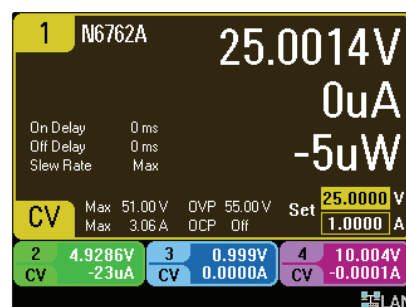 1 N6762A 25.0014V
0uA
On Delay 0 ms
Off Delay 0 ms
Slew Rate Max
-5uW
CV Max 51.00 V OVP 55.00 V Set 25.0000 V
Max 3.06 A OCP Off 1.0000 A
2 4.9286V 3 0.999V 4 10.004V
CV -23uA CV 0.0000A CV -0.0001A
LAN